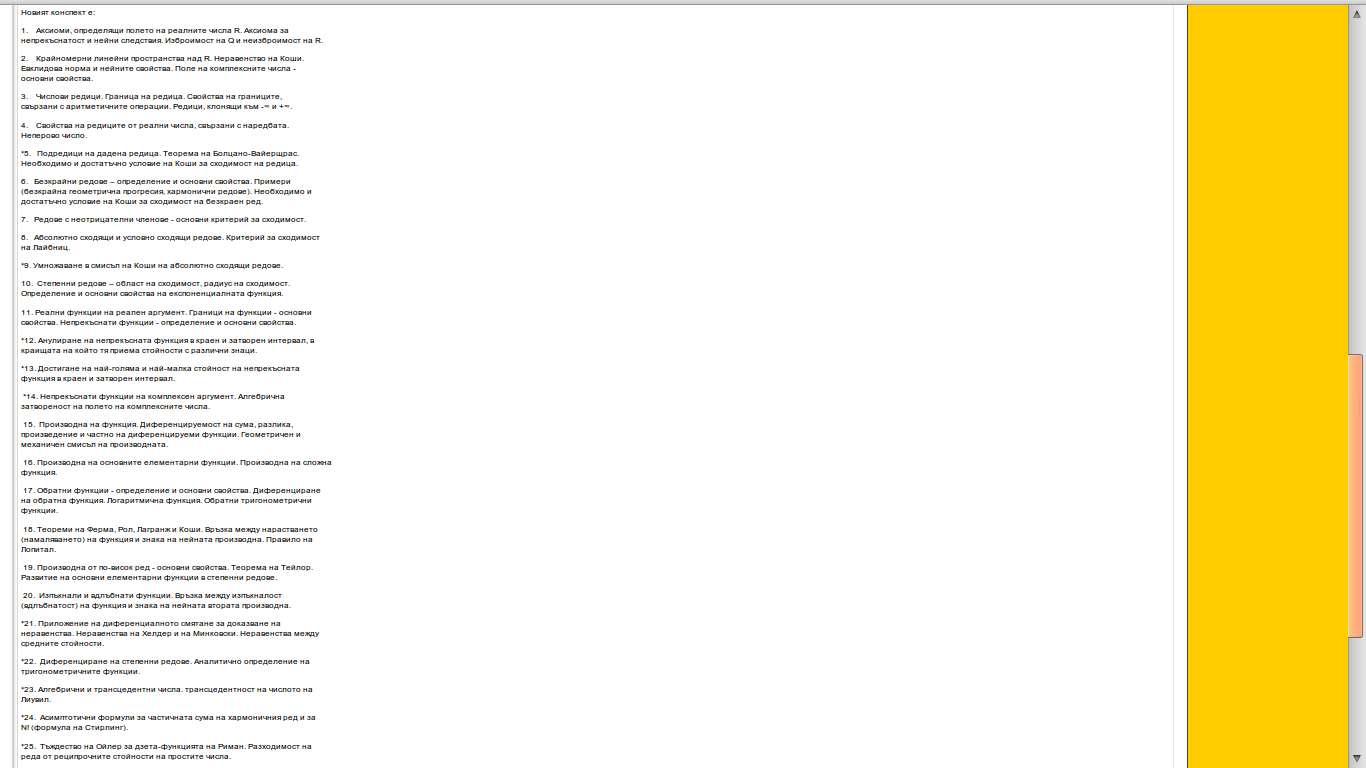 Новият конспект е:
1. Аксиоми, определящи полето на реалните числа R. Аксиома за
непрекъснатост и нейни следствия. Изброимост на Q и неизброимост на R.
2. Крайномерни линейни пространства над R. Неравенство на Коши.
Евклидова норма и нейните свойства. Поле на комплексните числа -
основни свойства.
3. Числови редици. Граница на редица. Свойства на границите,
свързани с аритметичните операции. Редици, клонящи към -∞ и +∞.
4. Свойства на редиците от реални числа, свързани с наредбата.
Неперово число.
*5. Подредици на дадена редица. Теорема на Болцано-Вайерщрас.
Необходимо и достатъчно условие на Коши за сходимост на редица.
6. Безкрайни редове – определение и основни свойства. Примери
(безкрайна геометрична прогресия, хармонични редове). Необходимо и
достатъчно условие на Коши за сходимост на безкраен ред.
7. Редове с неотрицателни членове - основни критерий за сходимост.
8. Абсолютно сходящи и условно сходящи редове. Критерий за сходимост
на Лайбниц.
*9. Умножаване в смисъл на Коши на абсолютно сходящи редове.
10. Степенни редове – област на сходимост, радиус на сходимост.
Определение и основни свойства на експоненциалната функция.
11. Реални функции на реален аргумент. Граници на функции - основни
свойства. Непрекъснати функции - определение и основни свойства.
*12. Анулиране на непрекъсната функция в краен и затворен интервал, в
краищата на който тя приема стойности с различни знаци.
*13. Достигане на най-голяма и най-малка стойност на непрекъсната
функция в краен и затворен интервал.
*14. Непрекъснати функции на комплексен аргумент. Алгебрична
затвореност на полето на комплексните числа.
15. Производна на функция. Диференцируемост на сума, разлика,
произведение и частно на диференцируеми функции. Геометричен и
механичен смисъл на производната.
16. Производна на основните елементарни функции. Производна на сложна
функция.
17. Обратни функции - определение и основни свойства. Диференциране
на обратна функция. Логаритмична функция. Обратни тригонометрични
функции.
18. Теореми на Ферма, Рол, Лагранж и Коши. Връзка между нарастването
(намаляването) на функция и знака на нейната производна. Правило на
Лопитал.
19. Производна от по-висок ред - основни свойства. Теорема на Тейлор.
Развитие на основни елементарни функции в степенни редове.
20. Изпъкнали и вдлъбнати функции. Връзка между изпъкналост
(вдлъбнатост) на функция и знака на нейната втората производна.
*21. Приложение на диференциалното смятане за доказване на
неравенства. Неравенства на Хелдер и на Минковски. Неравенства между
средните стойности.
*22. Диференциране на степенни редове. Аналитично определение на
тригонометричните функции.
*23. Алгебрични и трансцедентни числа. трансцедентност на числото на
Лиувил.
*24. Асимптотични формули за частичната сума на хармоничния ред и за
N! (формула на Стирлинг).
*25. Тъждество на Ойлер за дзета-функцията на Риман. Разходимост на
реда от реципрочните стойности на простите числа.